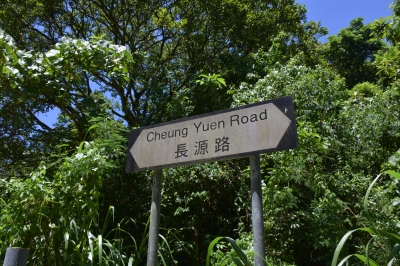 Cheung Yuen Road
長源路